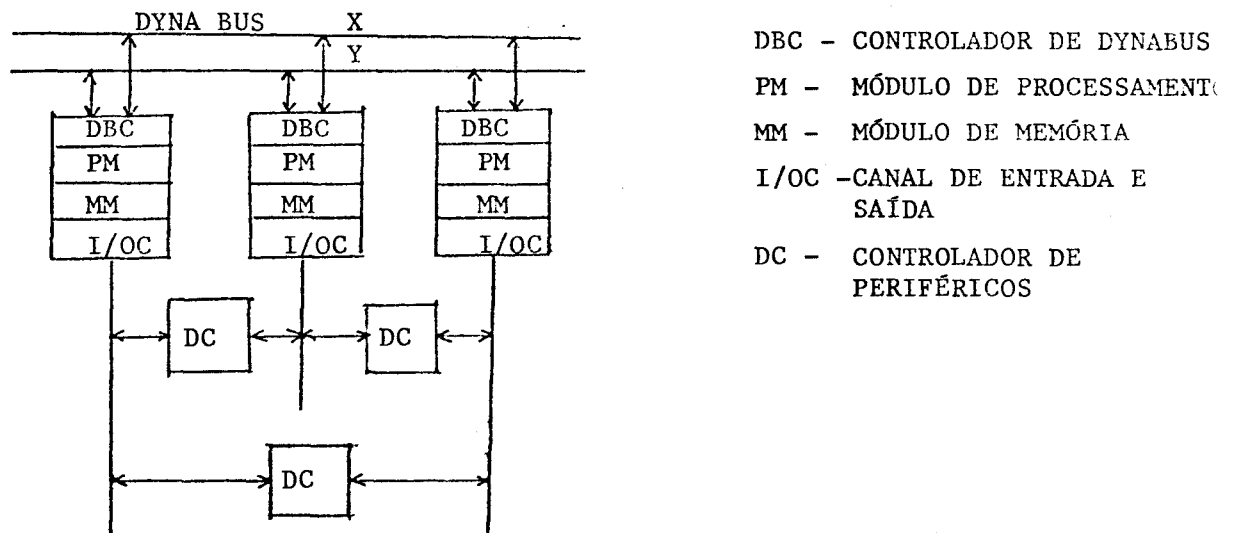 DYNA BUS X
Y
DBC DBC DBC
PM PM PM
MM MM MM
I/OC I/OC I/OC
DC DC
DC
DBC - CONTROLADOR DE DYNABUS
PM - MÓDULO DE PROCESSAMENTO
MM - MÓDULO DE MEMÓRIA
I/OC -CANAL DE ENTRADA E
SAÍDA
DC - CONTROLADOR DE
PERIFÉRICOS